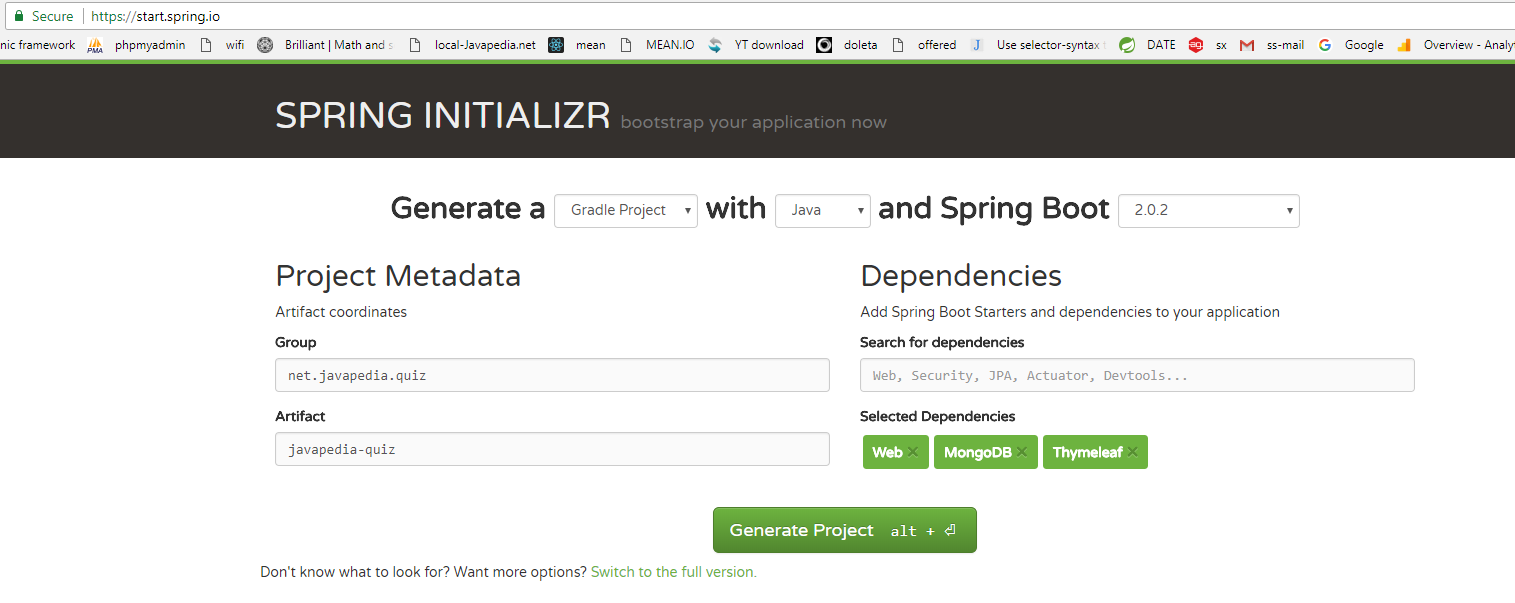 Secure https://start.spring.io
nic framework PMA phpmyadmin wifi Brilliant | Math and s local-Javapedia.net mean MEAN.IO YT download doleta offered J Use selector-syntax DATE sx ss-mail Google Overview - Analy
SPRING INITIALIZR bootstrap your application now
Generate a Gradle Project with Java and Spring Boot 2.0.2
Project Metadata
Artifact coordinates
Group
net.javapedia.quiz
Artifact
javapedia-quiz
Dependencies
Add Spring Boot Starters and dependencies to your application
Search for dependencies
Web, Security, JPA, Actuator, Devtools...
Selected Dependencies
Web × MongoDB × Thymeleaf ×
Generate Project alt + ⏎
Don't know what to look for? Want more options? Switch to the full version.